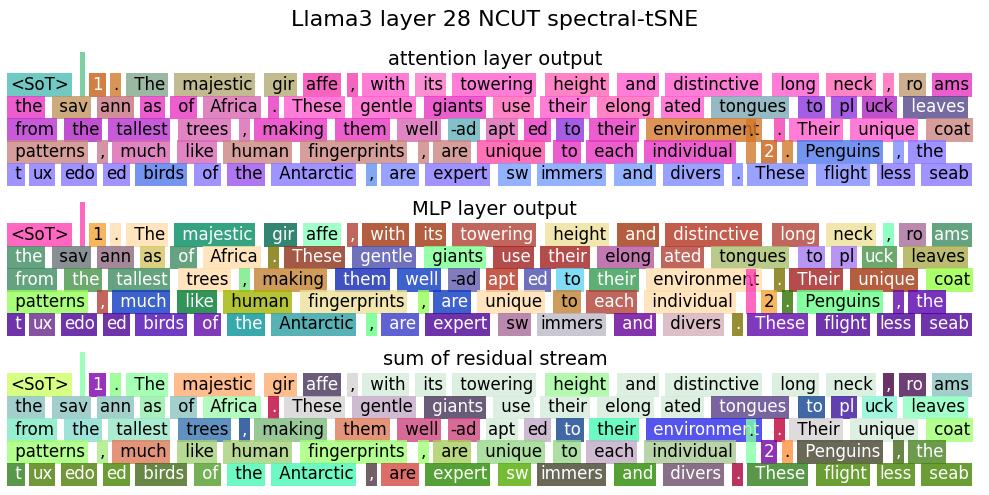 Llama3 layer 28 NCUT spectral-tSNE
attention layer output
<SoT> 1 . The majestic gir affe , with its towering height and distinctive long neck , ro ams
the sav ann as of Africa . These gentle giants use their elong ated tongues to pl uck leaves
from the tallest trees , making them well -ad apt ed to their environment . Their unique coat
patterns , much like human fingerprints , are unique to each individual 2 . Penguins , the
t ux edo ed birds of the Antarctic , are expert sw immers and divers . These flight less seab
MLP layer output
<SoT> 1 . The majestic gir affe , with its towering height and distinctive long neck , ro ams
the sav ann as of Africa . These gentle giants use their elong ated tongues to pl uck leaves
from the tallest trees , making them well -ad apt ed to their environment . Their unique coat
patterns , much like human fingerprints , are unique to each individual 2 . Penguins , the
t ux edo ed birds of the Antarctic , are expert sw immers and divers . These flight less seab
sum of residual stream
<SoT> 1 . The majestic gir affe , with its towering height and distinctive long neck , ro ams
the sav ann as of Africa . These gentle giants use their elong ated tongues to pl uck leaves
from the tallest trees , making them well -ad apt ed to their environment . Their unique coat
patterns , much like human fingerprints , are unique to each individual 2 . Penguins , the
t ux edo ed birds of the Antarctic , are expert sw immers and divers . These flight less seab